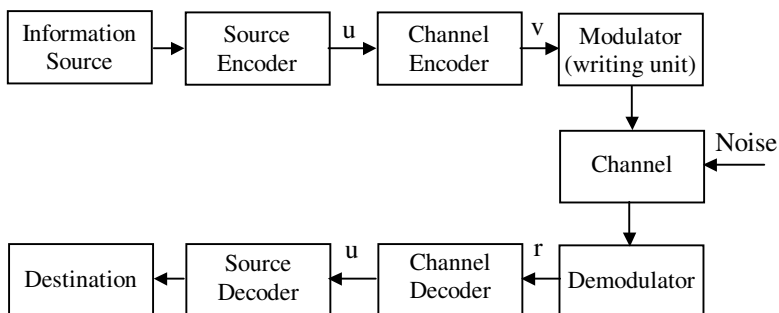 Information
Source
Source
Encoder
u
Channel
Encoder
v
Modulator
(writing unit)
Channel
Noise
Demodulator
r
Channel
Decoder
u
Source
Decoder
Destination